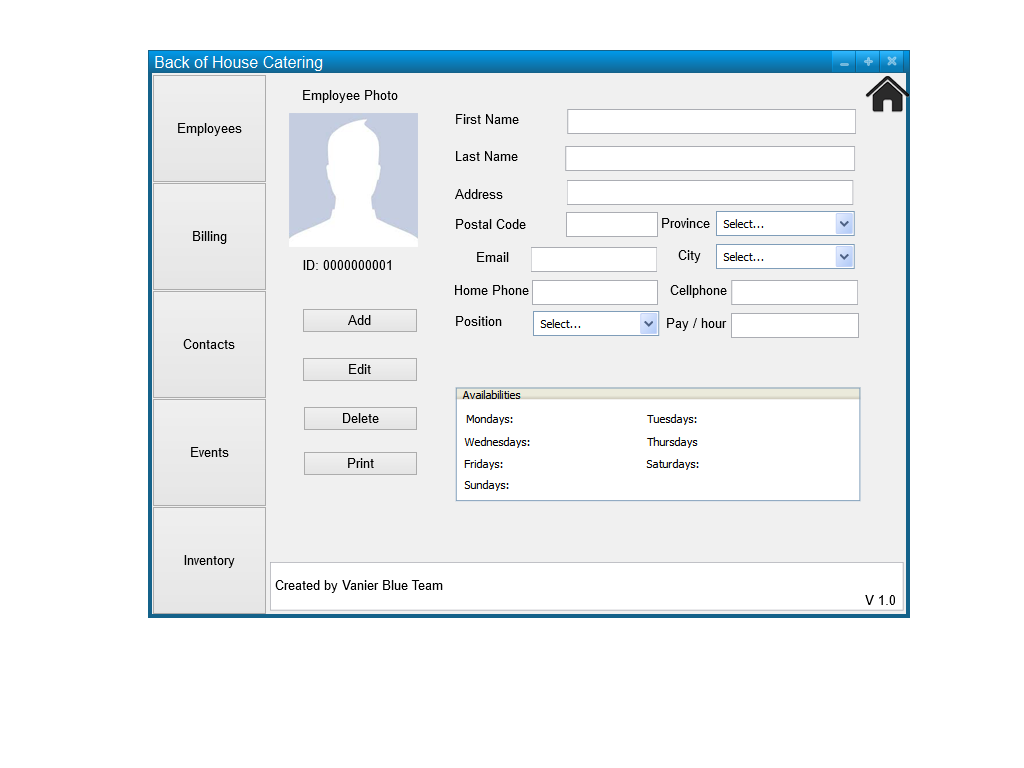 Back of House Catering
Employees
Billing
Contacts
Events
Inventory
Employee Photo
ID: 0000000001
Add
Edit
Delete
Print
First Name
Last Name
Address
Postal Code
Province Select...
Email
City Select...
Home Phone
Cellphone
Position Select...
Pay / hour
Availabilities
Mondays:
Tuesdays:
Wednesdays:
Thursdays
Fridays:
Saturdays:
Sundays:
Created by Vanier Blue Team
V 1.0